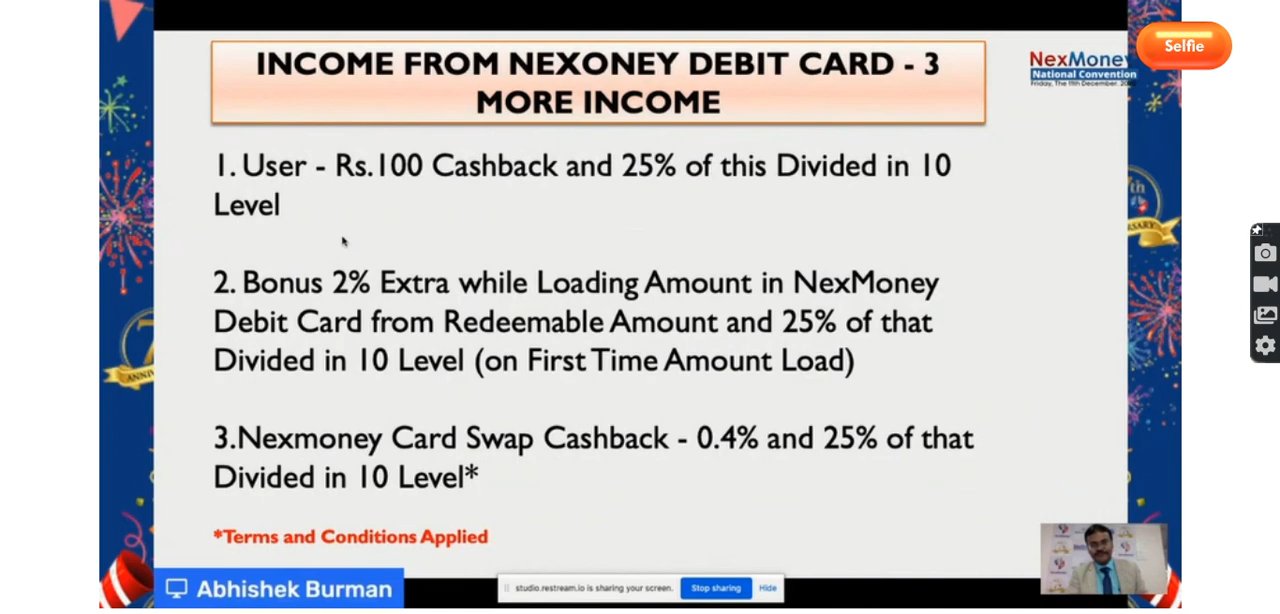 INCOME FROM NEXONEY DEBIT CARD - 3
MORE INCOME
NexMoney
National Convention
Friday, The 11th December, 
Selfie
1. User - Rs.100 Cashback and 25% of this Divided in 10
Level
2. Bonus 2% Extra while Loading Amount in NexMoney
Debit Card from Redeemable Amount and 25% of that
Divided in 10 Level (on First Time Amount Load)
3.Nexmoney Card Swap Cashback - 0.4% and 25% of that
Divided in 10 Level*
*Terms and Conditions Applied
Abhishek Burman
studio.restream.io is sharing your screen.
Stop sharing
Hide